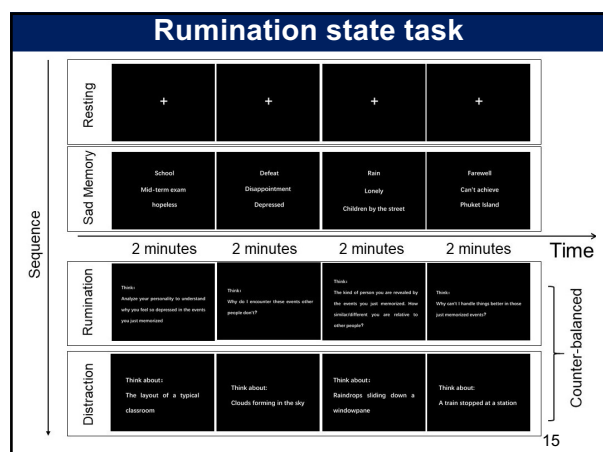 Rumination state task
Sequence
Resting
+
+
+
+
Sad Memory
School
Mid-term exam
hopeless
Defeat
Disappointment
Depressed
Rain
Lonely
Children by the street
Farewell
Can't achieve
Phuket Island
2 minutes
2 minutes
2 minutes
2 minutes
Time
Rumination
Think:
Analyze your personality to understand
why you feel so depressed in the events
you just memorized
Think:
Why do I encounter these events other
people don't?
Think:
The kind of person you are revealed by
the events you just memorized. How
similar/different you are relative to
other people?
Think:
Why can't I handle things better in those
just memorized events?
Distraction
Think about:
The layout of a typical
classroom
Think about:
Clouds forming in the sky
Think about:
Raindrops sliding down a
windowpane
Think about:
A train stopped at a station
Counter-balanced
15